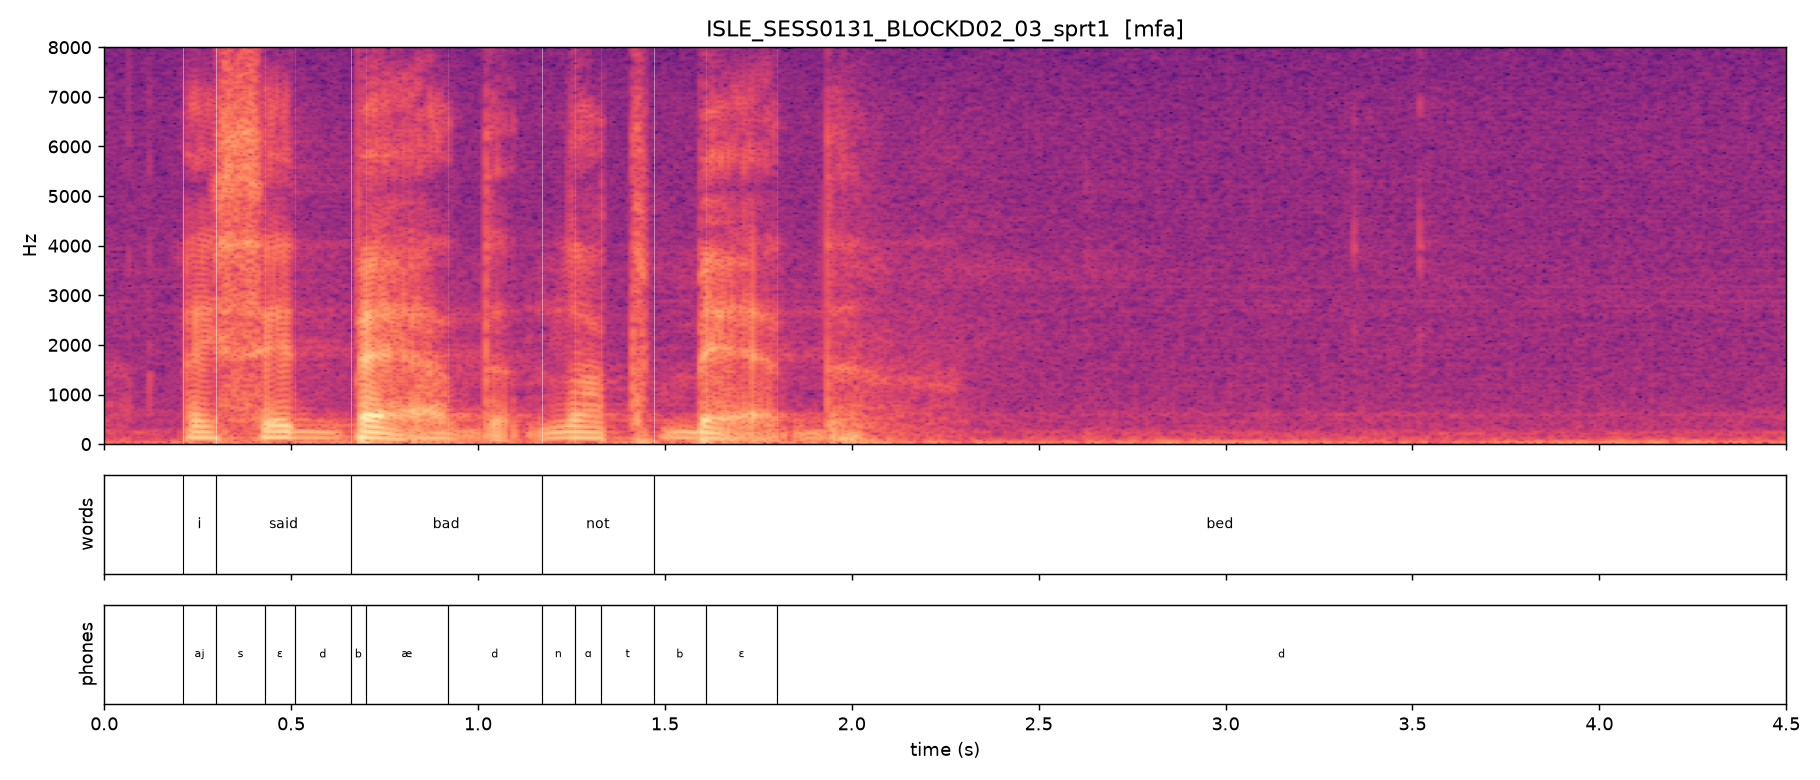 ISLE_SESS0131_BLOCKD02_03_sprt1 [mfa]
8000
7000
6000
5000
4000
3000
2000
1000
0
Hz
words
i said bad not bed
phones
aj s ɛ d b æ d n ɑ t b ɛ d
0.0 0.5 1.0 1.5 2.0 2.5 3.0 3.5 4.0 4.5
time (s)